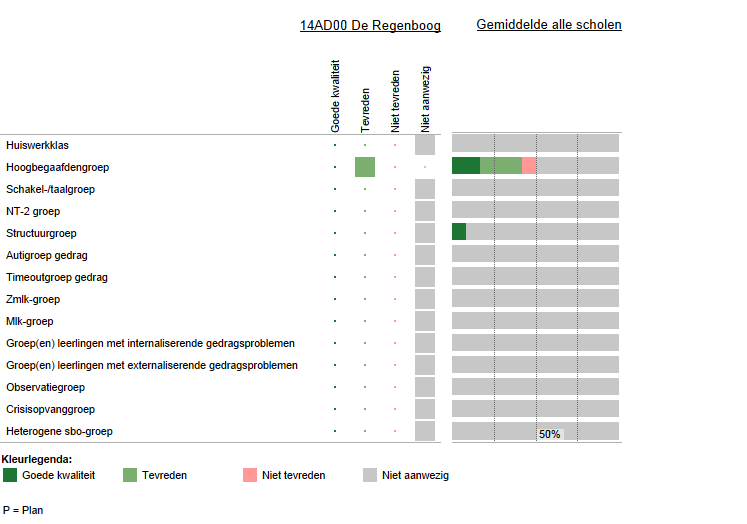 14AD00 De Regenboog
Gemiddelde alle scholen
Goede kwaliteit
Tevreden
Niet tevreden
Niet aanwezig
Huiswerkklas
Hoogbegaafdengroep
Schakel-/taalgroep
NT-2 groep
Structuurgroep
Autigroep gedrag
Timeoutgroep gedrag
Zmlk-groep
Mlk-groep
Groep(en) leerlingen met internaliserende gedragsproblemen
Groep(en) leerlingen met externaliserende gedragsproblemen
Observatiegroep
Crisisopvanggroep
Heterogene sbo-groep
50%
Kleurlegenda:
Goede kwaliteit Tevreden Niet tevreden Niet aanwezig
P = Plan